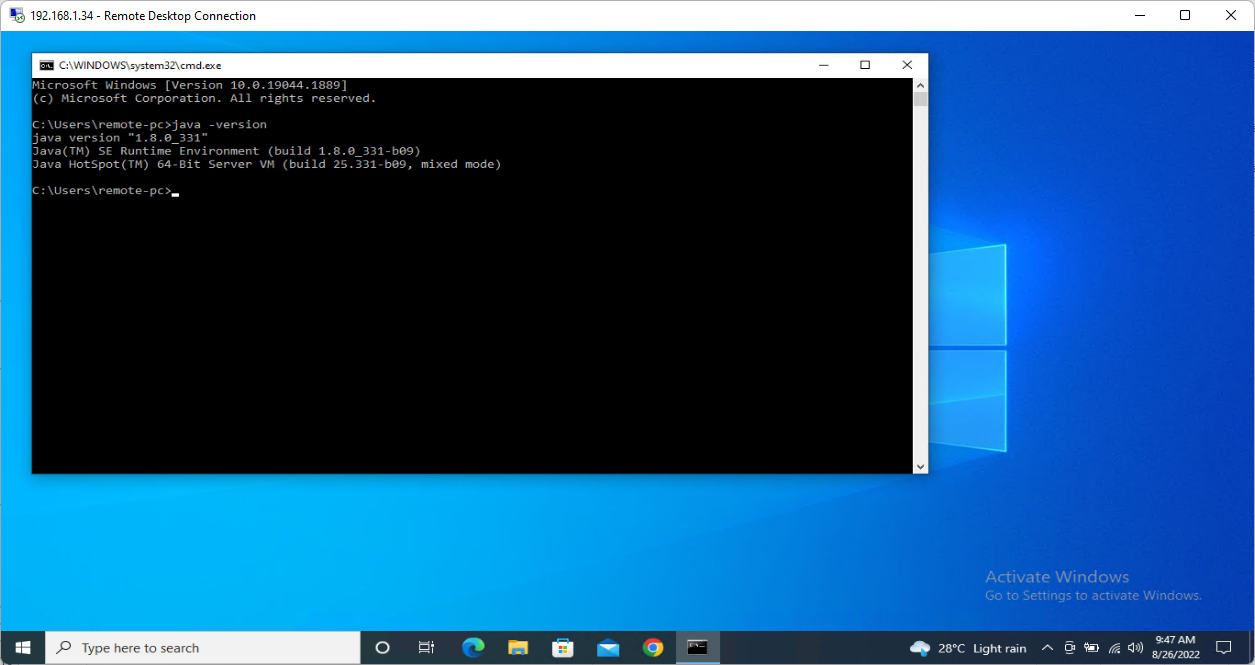 192.168.1.34 - Remote Desktop Connection
C:\WINDOWS\system32\cmd.exe
Microsoft Windows [Version 10.0.19044.1889]
(c) Microsoft Corporation. All rights reserved.
C:\Users\remote-pc>java -version
java version "1.8.0_331"
Java(TM) SE Runtime Environment (build 1.8.0_331-b09)
Java HotSpot(TM) 64-Bit Server VM (build 25.331-b09, mixed mode)
C:\Users\remote-pc>
Activate Windows
Go to Settings to activate Windows.
Type here to search
28°C Light rain
9:47 AM
8/26/2022